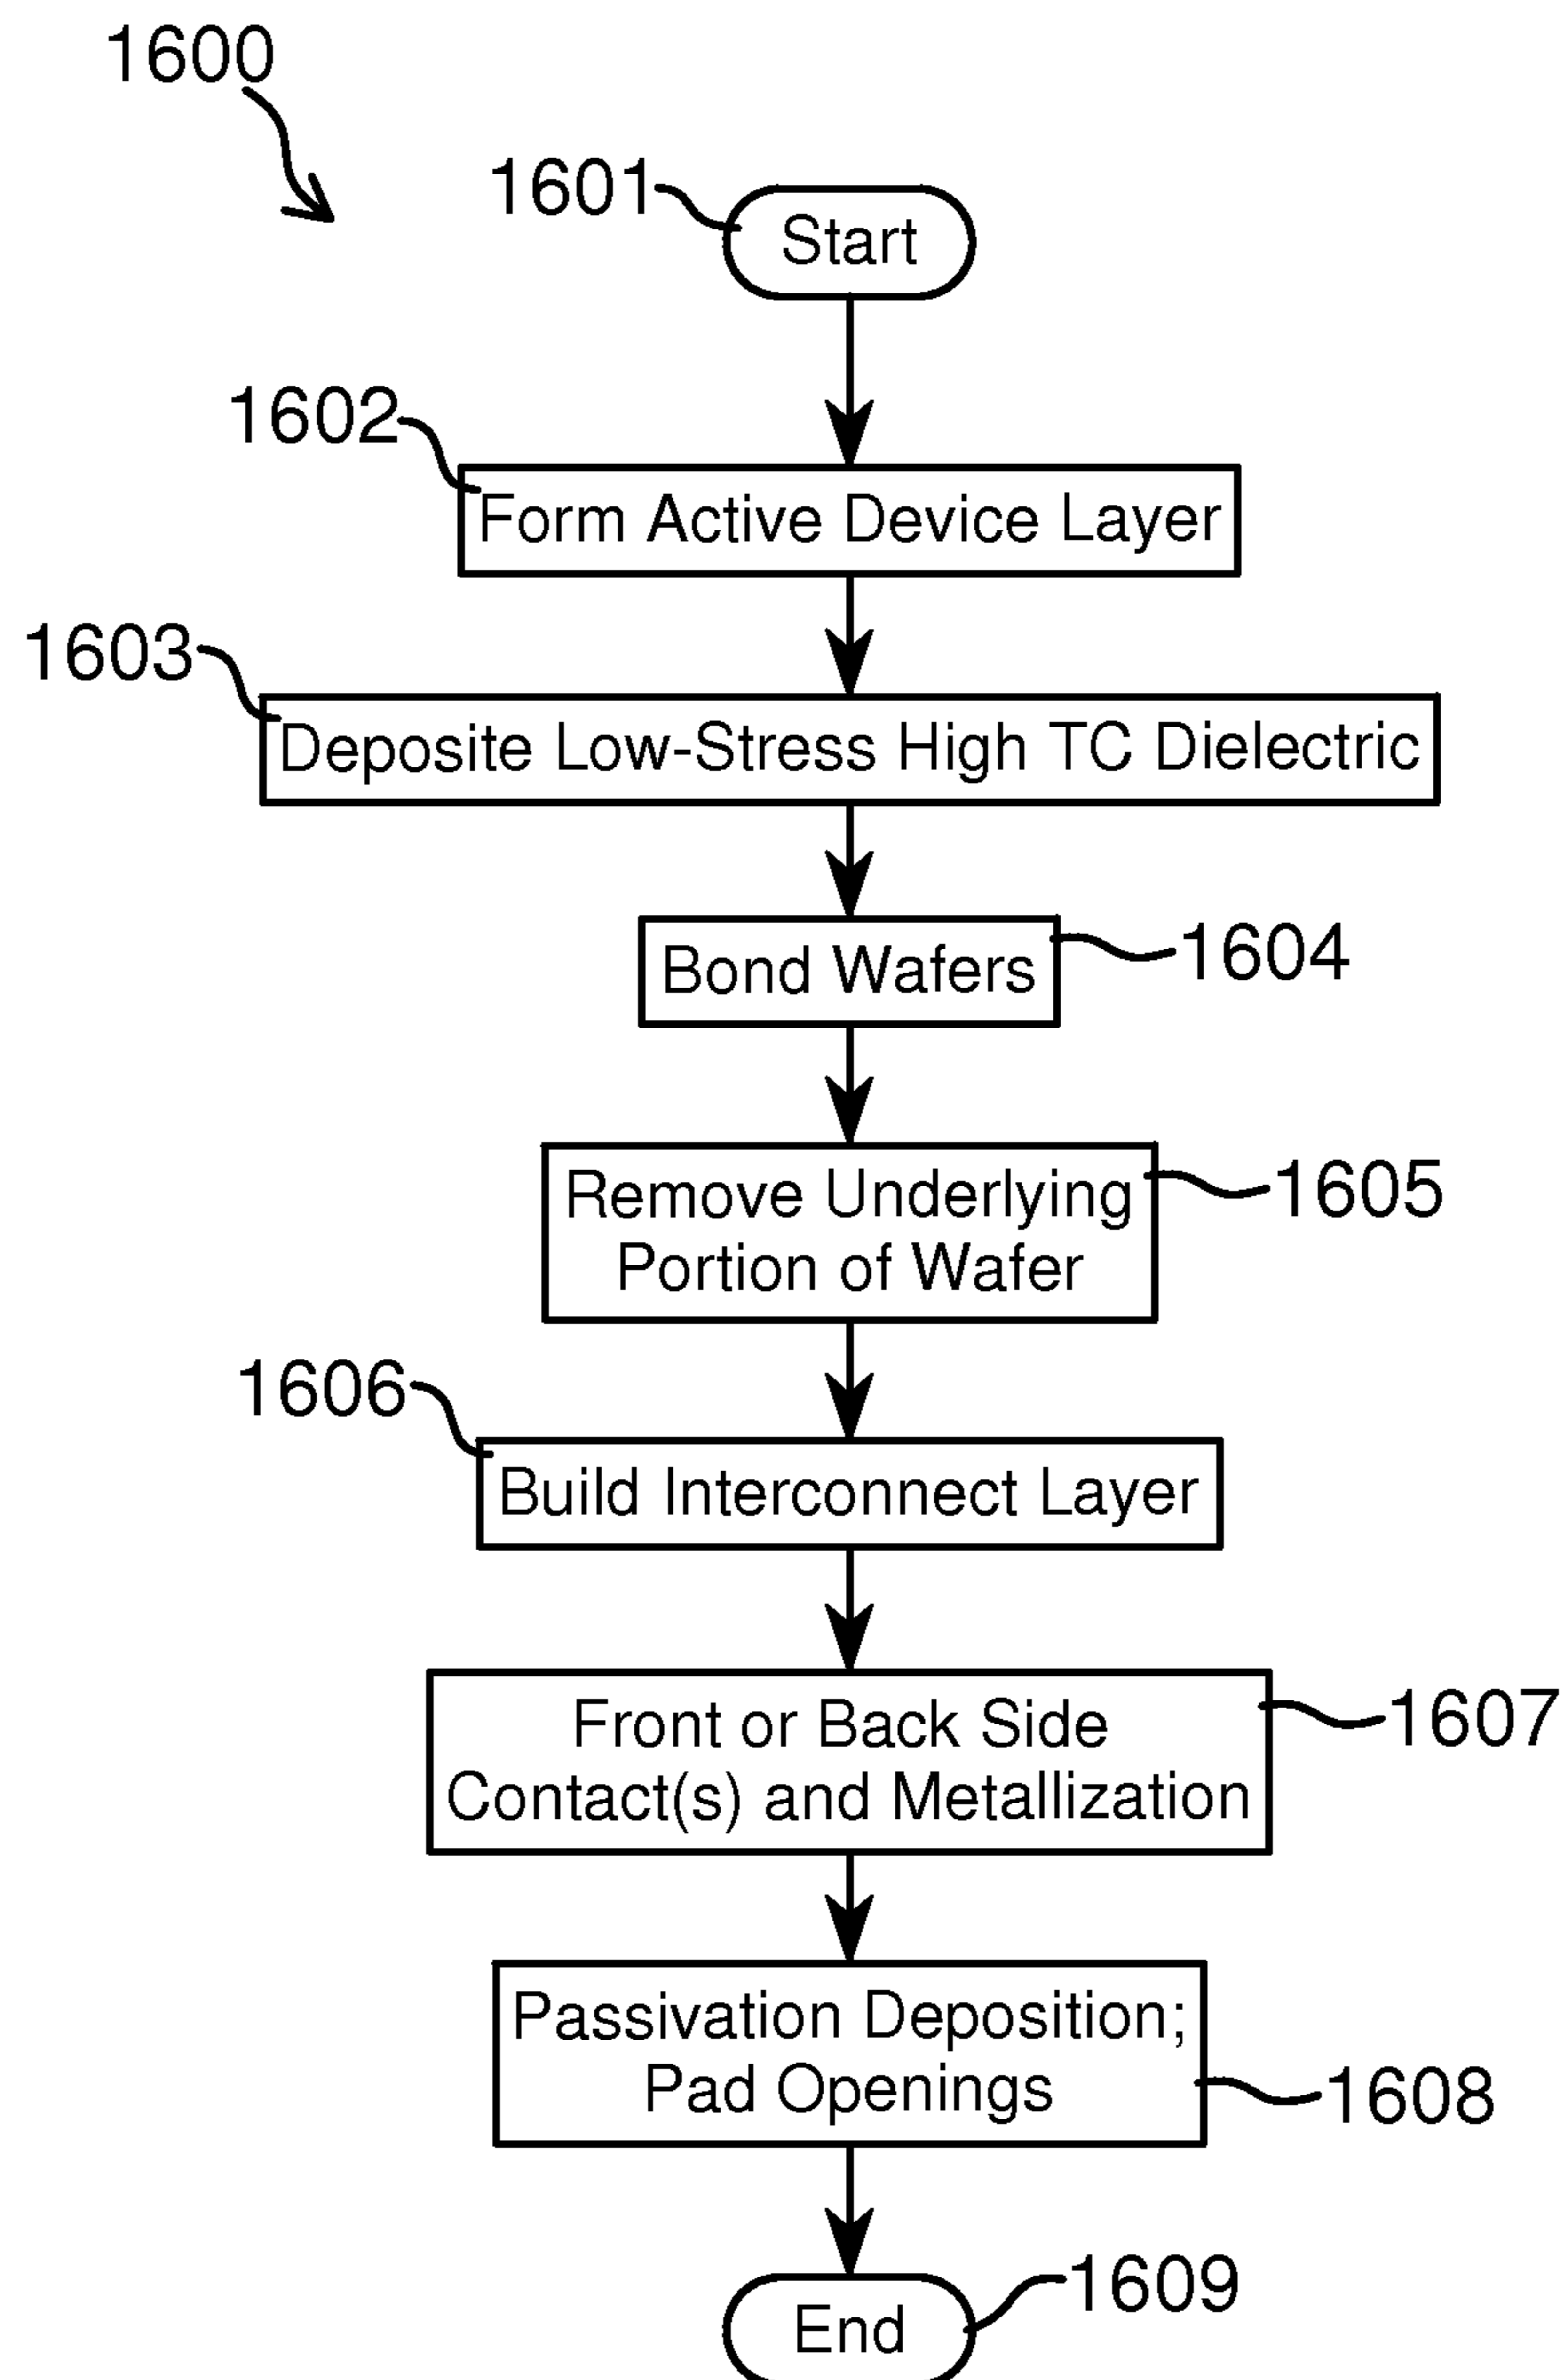 1600
1601
Start
1602
Form Active Device Layer
1603
Deposite Low-Stress High TC Dielectric
Bond Wafers
1604
Remove Underlying
Portion of Wafer
1605
1606
Build Interconnect Layer
Front or Back Side
Contact(s) and Metallization
1607
Passivation Deposition;
Pad Openings
1608
1609
End